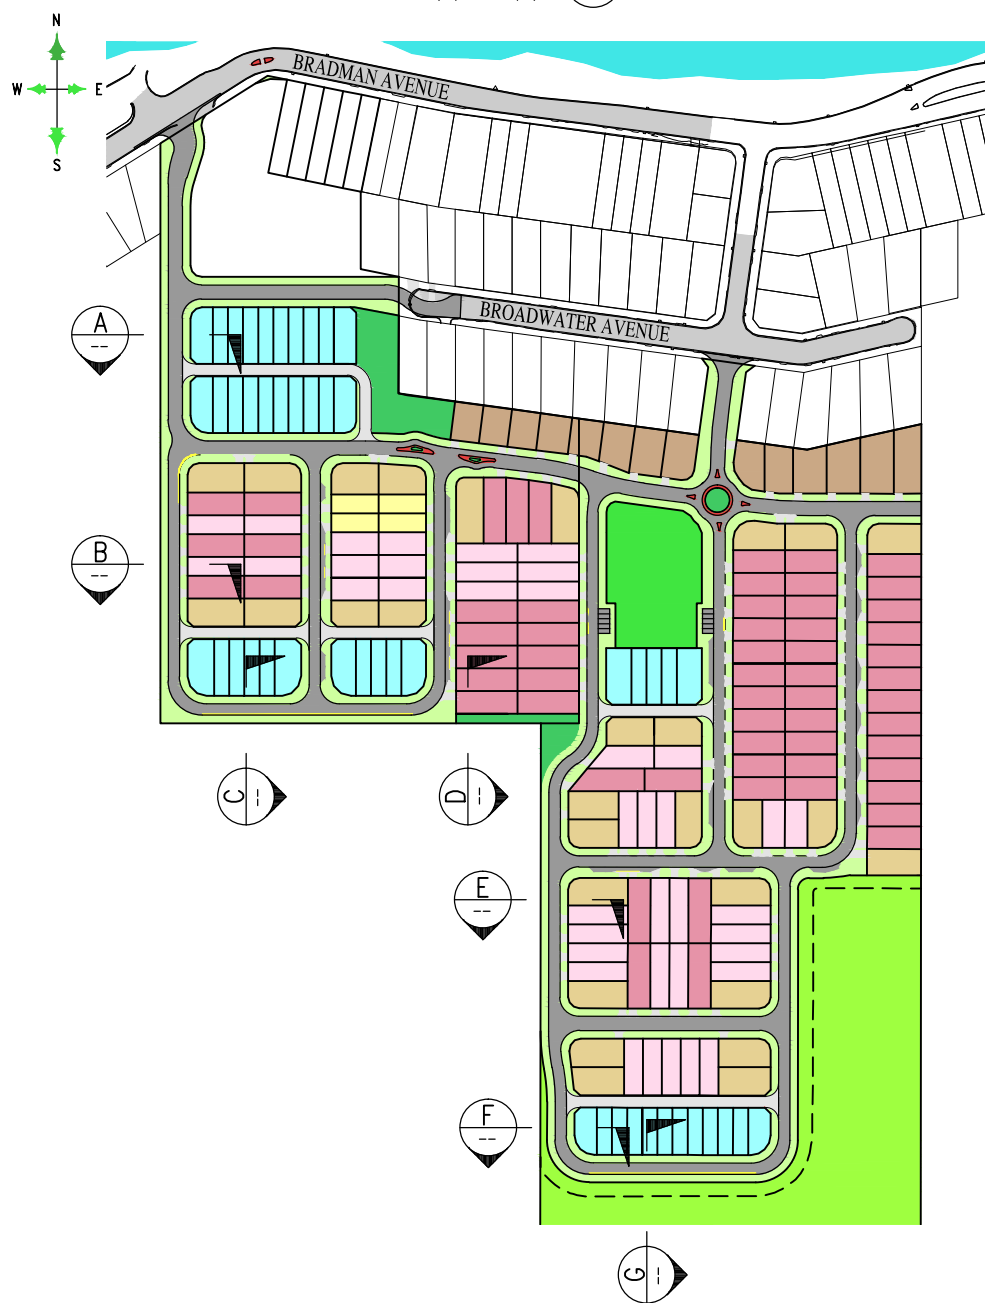 N
W E
S
BRADMAN AVENUE
BROADWATER AVENUE
A
--
B
--
C
--
D
--
E
--
F
--
G
--